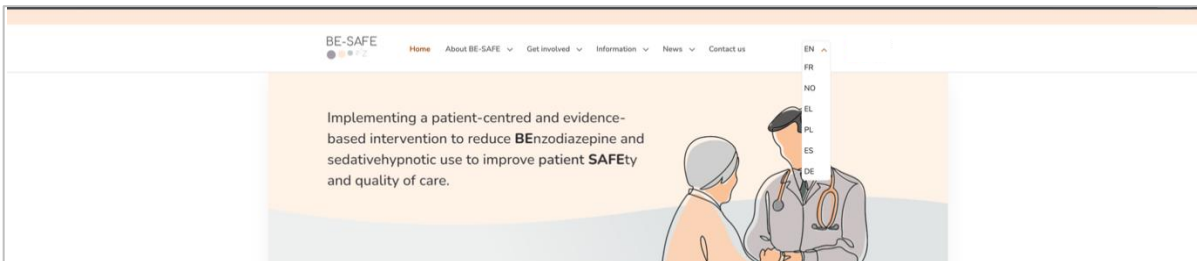 BE-SAFE
Home About BE-SAFE Get involved Information News Contact us EN
FR
NO
EL
PL
ES
DE
Implementing a patient-centred and evidence-
based intervention to reduce BEnzodiazepine and
sedativehypnotic use to improve patient SAFEty
and quality of care.